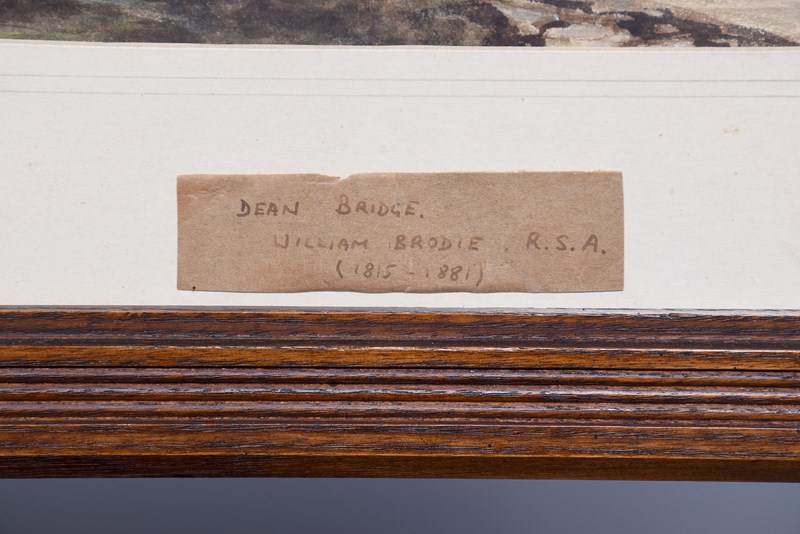 DEAN BRIDGE.
WILLIAM BRODIE. R.S.A.
(1815-1881)